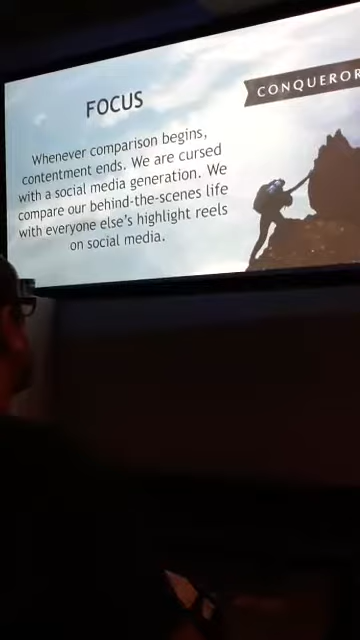 FOCUS
CONQUEROR
Whenever comparison begins,
contentment ends. We are cursed
with a social media generation. We
compare our behind-the-scenes life
with everyone else's highlight reels
on social media.